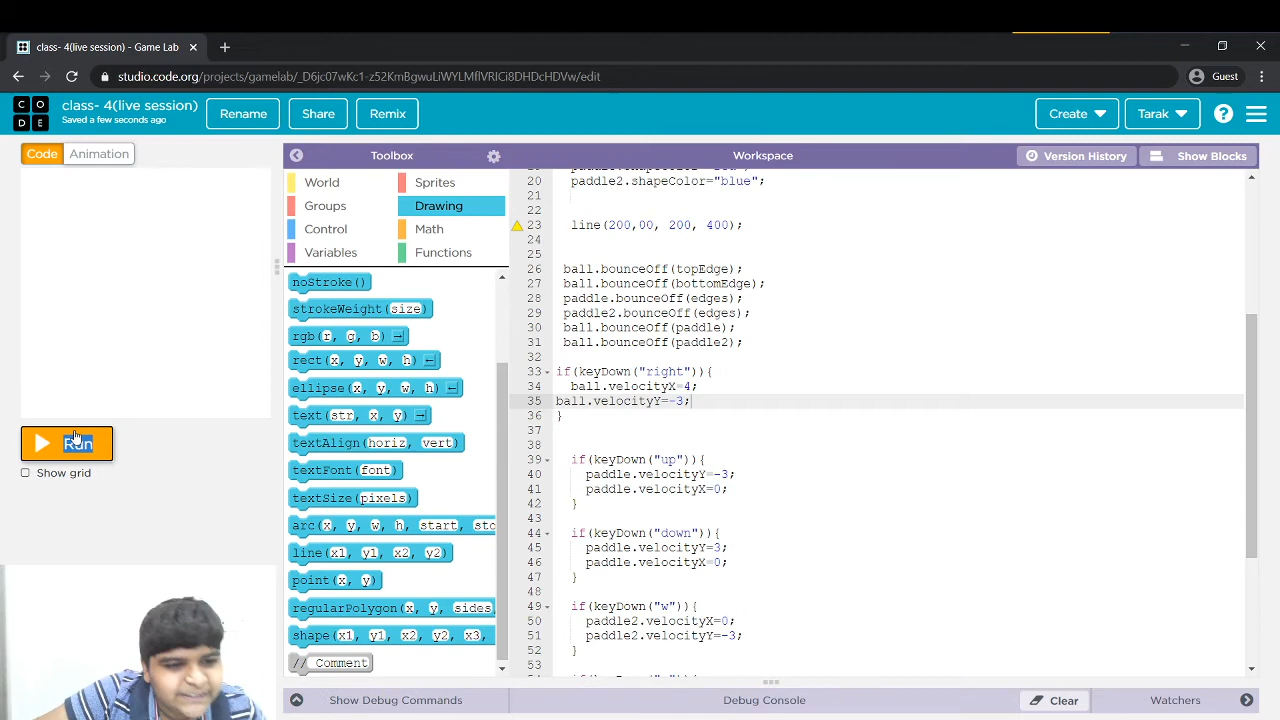 class- 4(live session) - Game Lab
studio.code.org/projects/gamelab/_D6jc07wKc1-z52KmBgwuLiWYLMflVRICi8DHDcHDVw/edit
Guest
C O
D E
class- 4(live session)
Saved a few seconds ago
Rename
Share
Remix
Create
Tarak
?
Code
Animation
Toolbox
Workspace
Version History
Show Blocks
World
Sprites
Groups
Drawing
Control
Math
Variables
Functions
noStroke()
strokeWeight(size)
rgb(r, g, b)
rect(x, y, w, h)
ellipse(x, y, w, h)
text(str, x, y)
textAlign(horiz, vert)
textFont(font)
textSize(pixels)
arc(x, y, w, h, start, sto
line(x1, y1, x2, y2)
point(x, y)
regularPolygon(x, y, sides,
shape(x1, y1, x2, y2, x3,
// Comment
20 paddle2.shapeColor="blue";
21
22
23 line(200,00, 200, 400);
24
25
26 ball.bounceOff(topEdge);
27 ball.bounceOff(bottomEdge);
28 paddle.bounceOff(edges);
29 paddle2.bounceOff(edges);
30 ball.bounceOff(paddle);
31 ball.bounceOff(paddle2);
32
33 if(keyDown("right")){
34 ball.velocityX=4;
35 ball.velocityY=-3;
36 }
37
38
39 if(keyDown("up")){
40 paddle.velocityY=-3;
41 paddle.velocityX=0;
42 }
43
44 if(keyDown("down")){
45 paddle.velocityY=3;
46 paddle.velocityX=0;
47 }
48
49 if(keyDown("w")){
50 paddle2.velocityX=0;
51 paddle2.velocityY=-3;
52 }
53
Run
Show grid
Show Debug Commands
Debug Console
Clear
Watchers